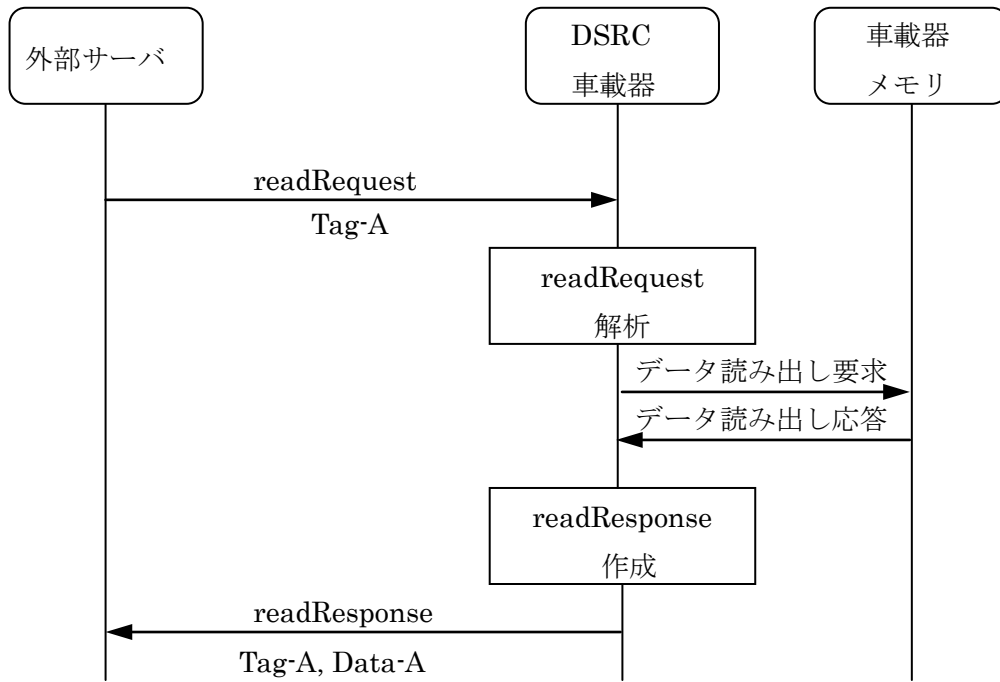 外部サーバ
DSRC
車載器
車載器
メモリ
readRequest
Tag-A
readRequest
解析
データ読み出し要求
データ読み出し応答
readResponse
作成
readResponse
Tag-A, Data-A